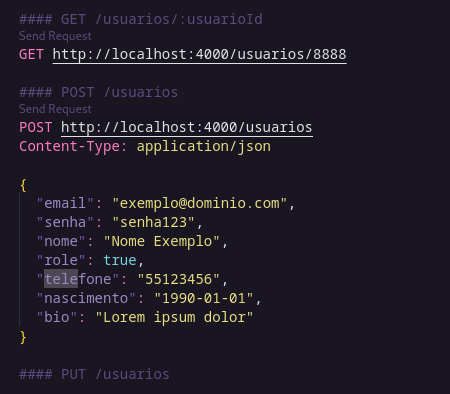 #### GET /usuarios/:usuarioId
Send Request
GET http://localhost:4000/usuarios/8888
#### POST /usuarios
Send Request
POST http://localhost:4000/usuarios
Content-Type: application/json
{
"email": "exemplo@dominio.com",
"senha": "senha123",
"nome": "Nome Exemplo",
"role": true,
"telefone": "55123456",
"nascimento": "1990-01-01",
"bio": "Lorem ipsum dolor"
}
#### PUT /usuarios